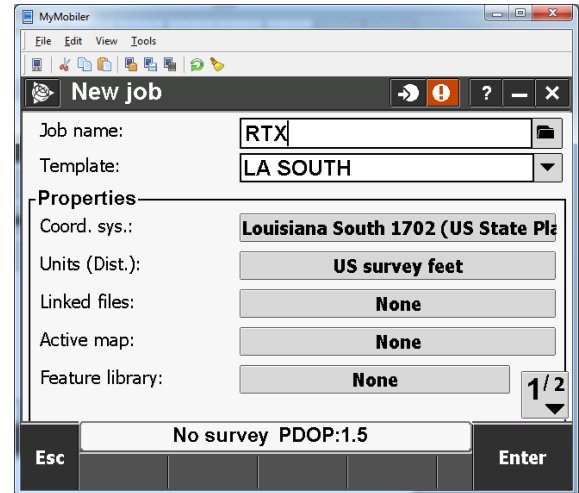 MyMobiler
File Edit View Tools
New job
? – ×
Job name: RTX
Template: LA SOUTH
Properties
Coord. sys.: Louisiana South 1702 (US State Pla
Units (Dist.): US survey feet
Linked files: None
Active map: None
Feature library: None
1/2
No survey PDOP:1.5
Esc Enter